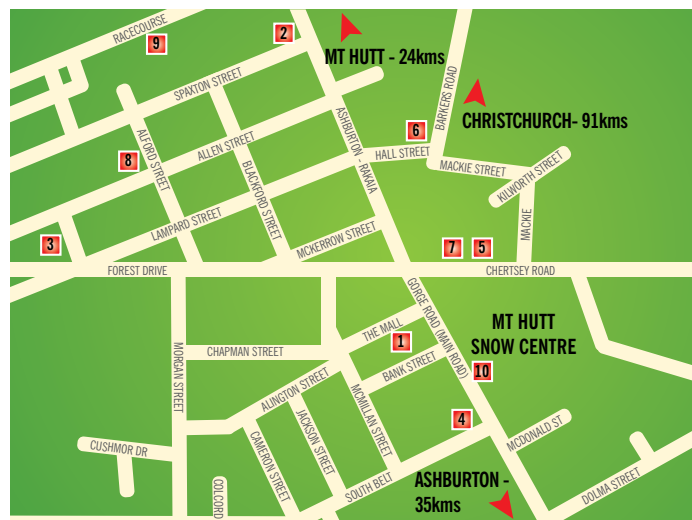 RACECOURSE
9
2
MT HUTT - 24kms
SPAXTON STREET
BARKERS ROAD
CHRISTCHURCH- 91kms
ASHBURTON - RAKAIA
6
ALFORD STREET
ALLEN STREET
HALL STREET
8
MACKIE STREET
KILWORTH STREET
BLACKFORD STREET
LAMPARD STREET
MACKIE
3
MCKERROW STREET
7
5
FOREST DRIVE
CHERTSEY ROAD
GORGE ROAD (MAIN ROAD)
MT HUTT
SNOW CENTRE
THE MALL
1
CHAPMAN STREET
MORGAN STREET
BANK STREET
10
ALINGTON STREET
MCMILLAN STREET
JACKSON STREET
4
CAMERON STREET
MCDONALD ST
CUSHMOR DR
SOUTH BELT
ASHBURTON -
35kms
COLCORD
DOLMA STREET